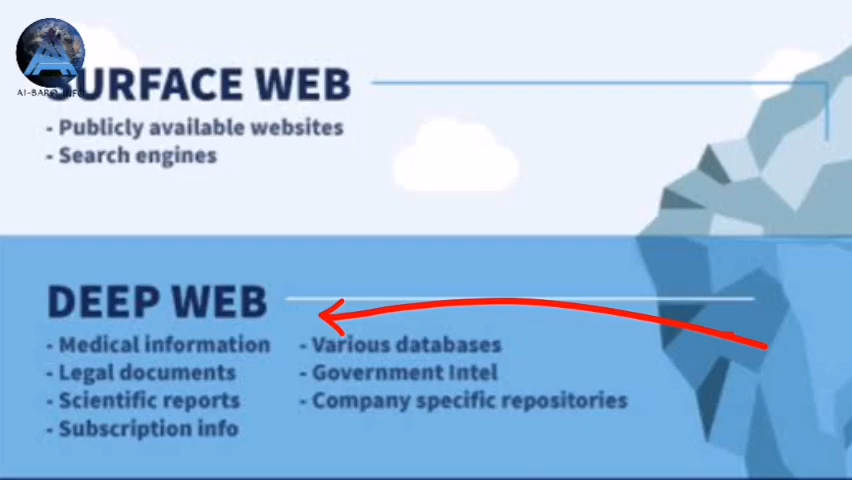 SURFACE WEB
- Publicly available websites
- Search engines
DEEP WEB
- Medical information
- Legal documents
- Scientific reports
- Subscription info
- Various databases
- Government Intel
- Company specific repositories